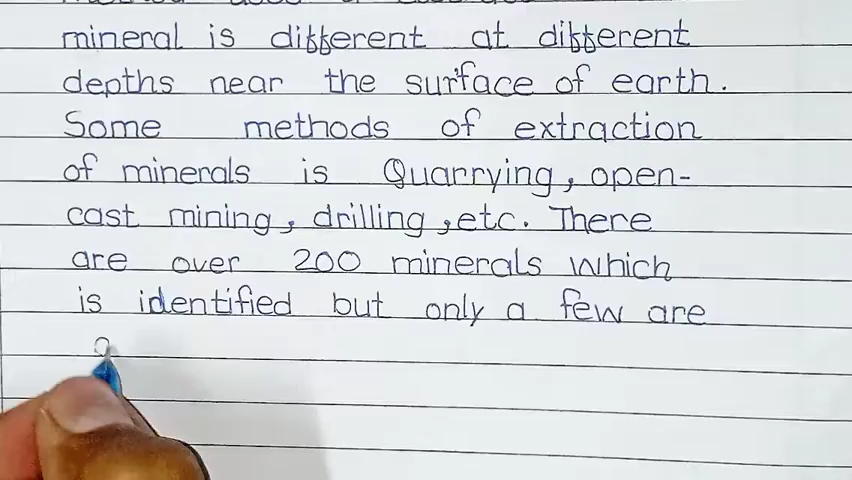 mineral is different at different
depths near the surface of earth.
Some methods of extraction
of minerals is Quarrying, open-
cast mining, drilling, etc. There
are over 200 minerals which
is identified but only a few are